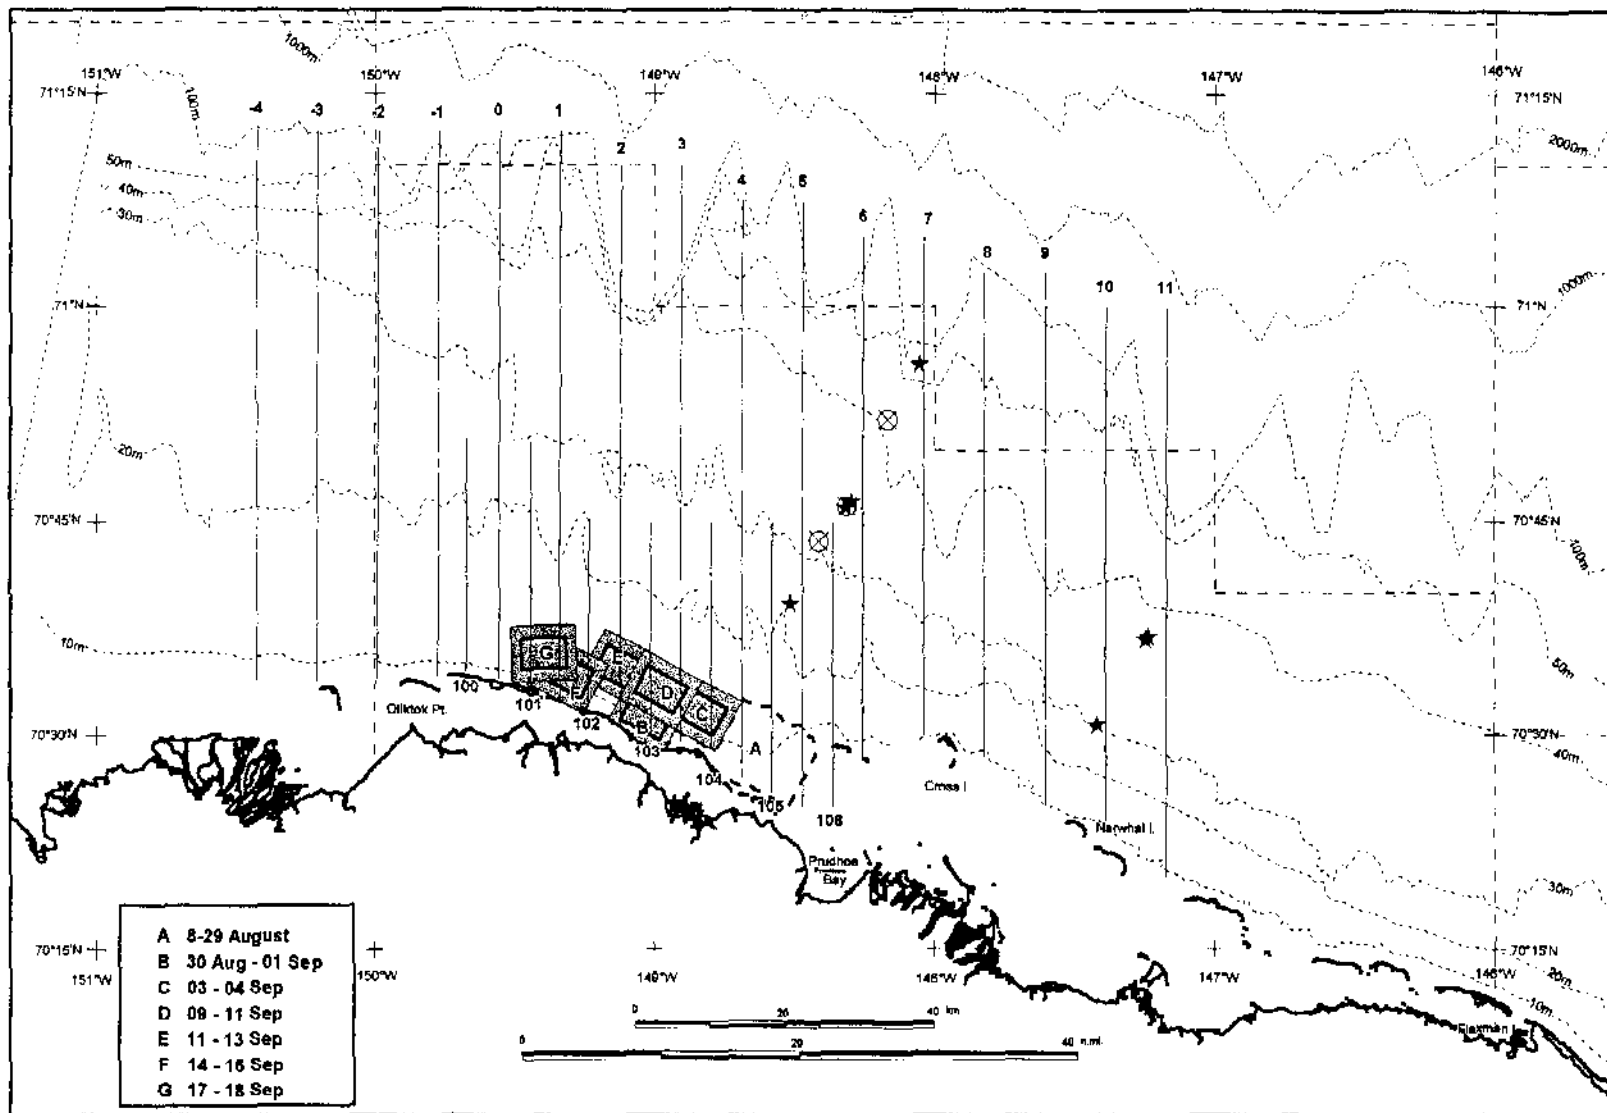 1000m
151°W 150°W 149°W 148°W 147°W 146°W
71°15'N 71°15'N
100m
-4 -3 -2 -1 0 1
2 3
2000m
50m
40m
30m
4 5
6 7
8 9
10 11
1000m
71°N 71°N
20m
70°45'N 70°45'N
100m
10m
G
E
D
F
C
B
100
101
102
103
104
105
106
A
50m
40m
Oliktok Pt.
70°30'N 70°30'N
Cross I.
Narwhal I.
Prudhoe
Bay
30m
70°15'N 70°15'N
151°W 150°W 149°W 148°W 147°W 146°W
20m
10m
Flaxman I.
0 20 40 km
0 20 40 n.mi.
A 8-29 August
B 30 Aug - 01 Sep
C 03 - 04 Sep
D 09 - 11 Sep
E 11 - 13 Sep
F 14 - 16 Sep
G 17 - 18 Sep